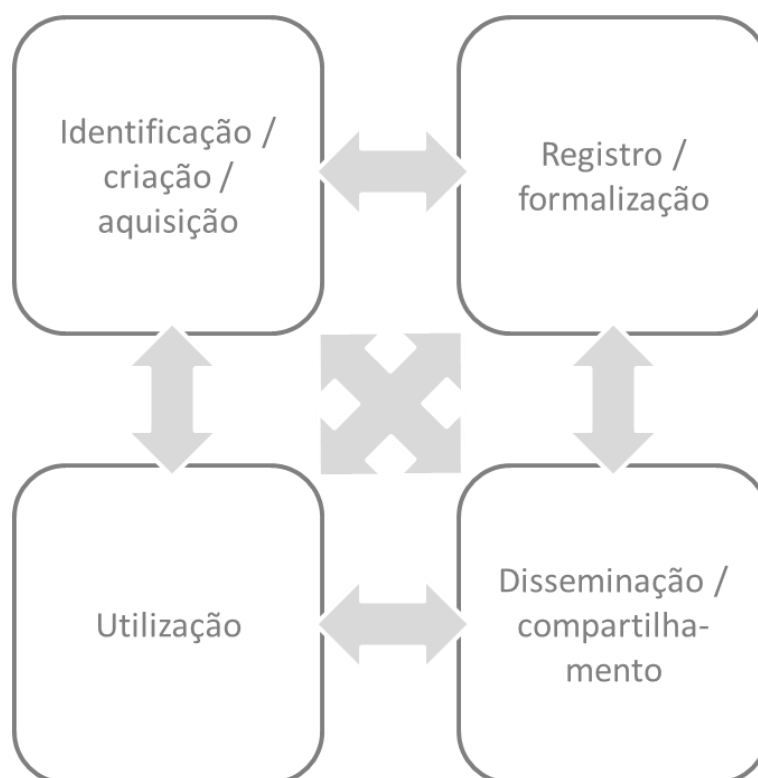 Identificação /
criação /
aquisição
Registro /
formalização
Utilização
Disseminação /
compartilha-
mento